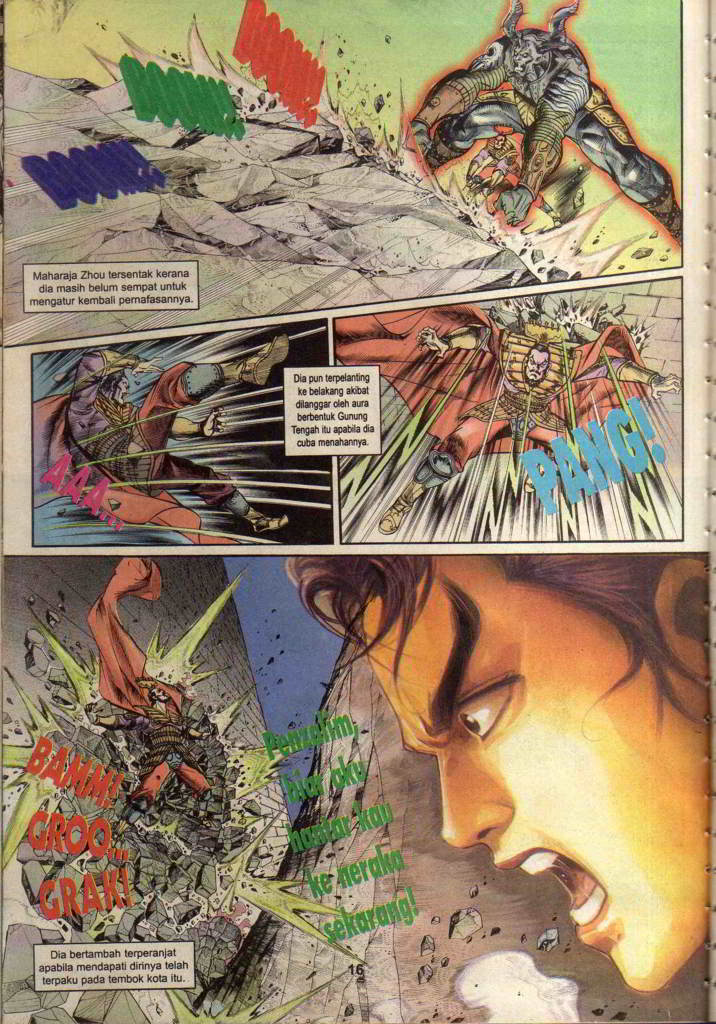 BOOM!!
BOOM!!
BOOM!!
Maharaja Zhou tersentak kerana
dia masih belum sempat untuk
mengatur kembali pernafasannya.
AAA...
Dia pun terpelanting
ke belakang akibat
dilanggar oleh aura
berbentuk Gunung
Tengah itu apabila dia
cuba menahannya.
PANG!
BAMM!
GROO...
GRAK!
Penzalim,
biar aku
hantar kau
ke neraka
sekarang!
Dia bertambah terperanjat
apabila mendapati dirinya telah
terpaku pada tembok kota itu.
16